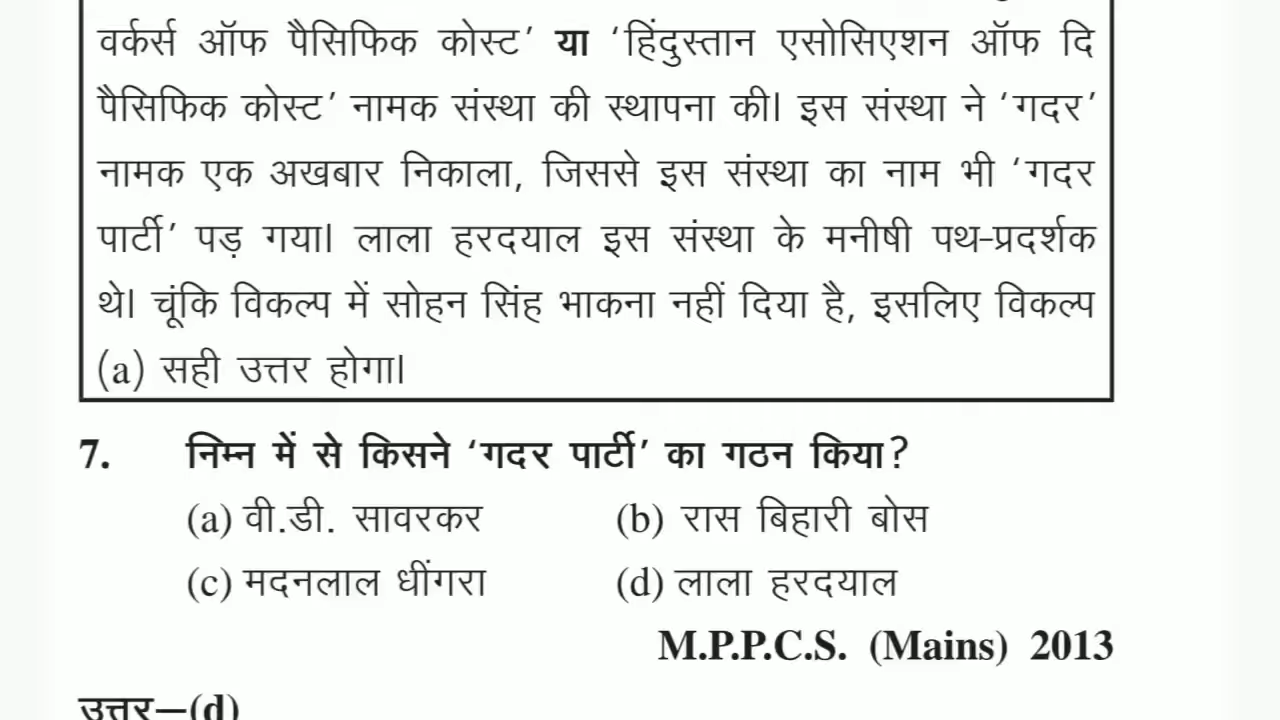 वर्कर्स ऑफ पैसिफिक कोस्ट’ या ‘हिंदुस्तान एसोसिएशन ऑफ दि
पैसिफिक कोस्ट’ नामक संस्था की स्थापना की। इस संस्था ने ‘गदर’
नामक एक अखबार निकाला, जिससे इस संस्था का नाम भी ‘गदर
पार्टी’ पड़ गया। लाला हरदयाल इस संस्था के मनीषी पथ-प्रदर्शक
थे। चूंकि विकल्प में सोहन सिंह भाकना नहीं दिया है, इसलिए विकल्प
(a) सही उत्तर होगा।
7. निम्न में से किसने ‘गदर पार्टी’ का गठन किया?
(a) वी.डी. सावरकर (b) रास बिहारी बोस
(c) मदनलाल धींगरा (d) लाला हरदयाल
M.P.P.C.S. (Mains) 2013
उत्तर—(d)